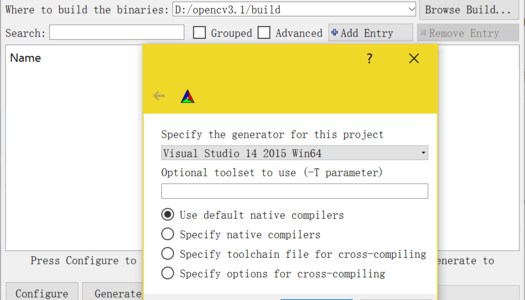 Where to build the binaries: D:/opencv3.1/build Browse Build...
Search: Grouped Advanced Add Entry Remove Entry
Name
?
Specify the generator for this project
Visual Studio 14 2015 Win64
Optional toolset to use (-T parameter)
Use default native compilers
Specify native compilers
Specify toolchain file for cross-compiling
Specify options for cross-compiling
Press Configure to enerate to
Configure Generate